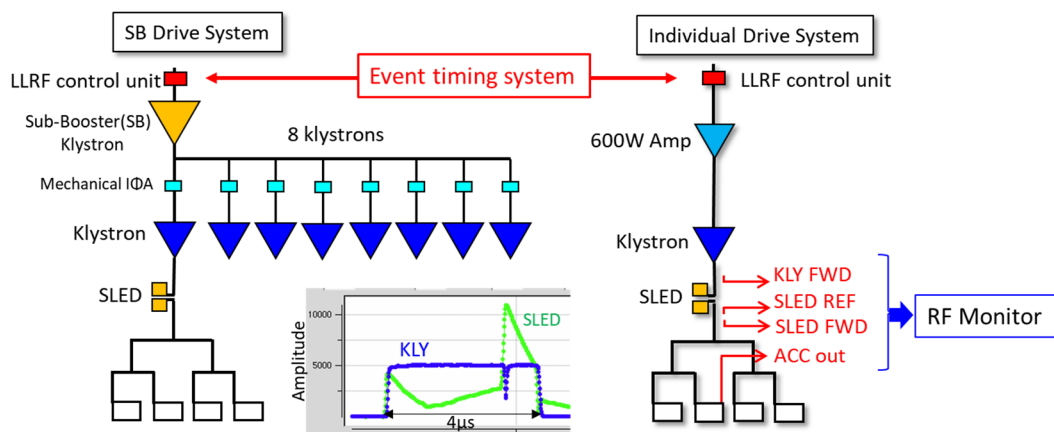 SB Drive System
LLRF control unit
Sub-Booster(SB)
Klystron
8 klystrons
Mechanical IΦA
Klystron
SLED
Amplitude
10000
5000
0
KLY
SLED
4μs
Event timing system
Individual Drive System
LLRF control unit
600W Amp
Klystron
SLED
KLY FWD
SLED REF
SLED FWD
ACC out
RF Monitor